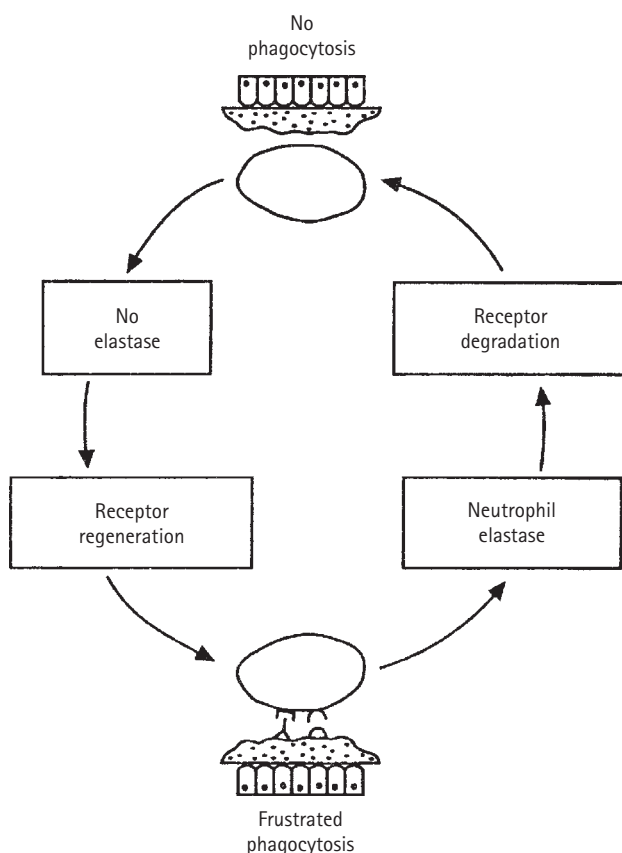 No
phagocytosis
No
elastase
Receptor
degradation
Receptor
regeneration
Neutrophil
elastase
Frustrated
phagocytosis